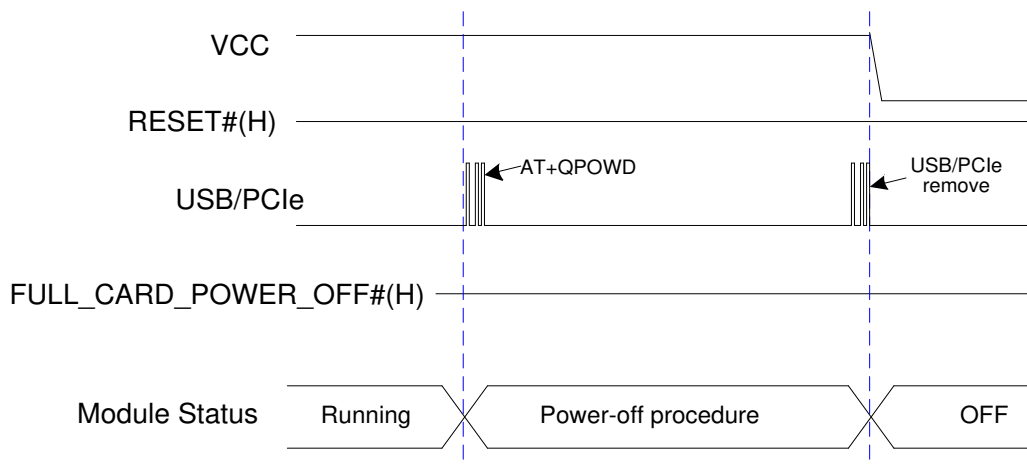 VCC
RESET#(H)
USB/PCIe
AT+QPOWD
USB/PCIe
remove
FULL_CARD_POWER_OFF#(H)
Module Status
Running
Power-off procedure
OFF